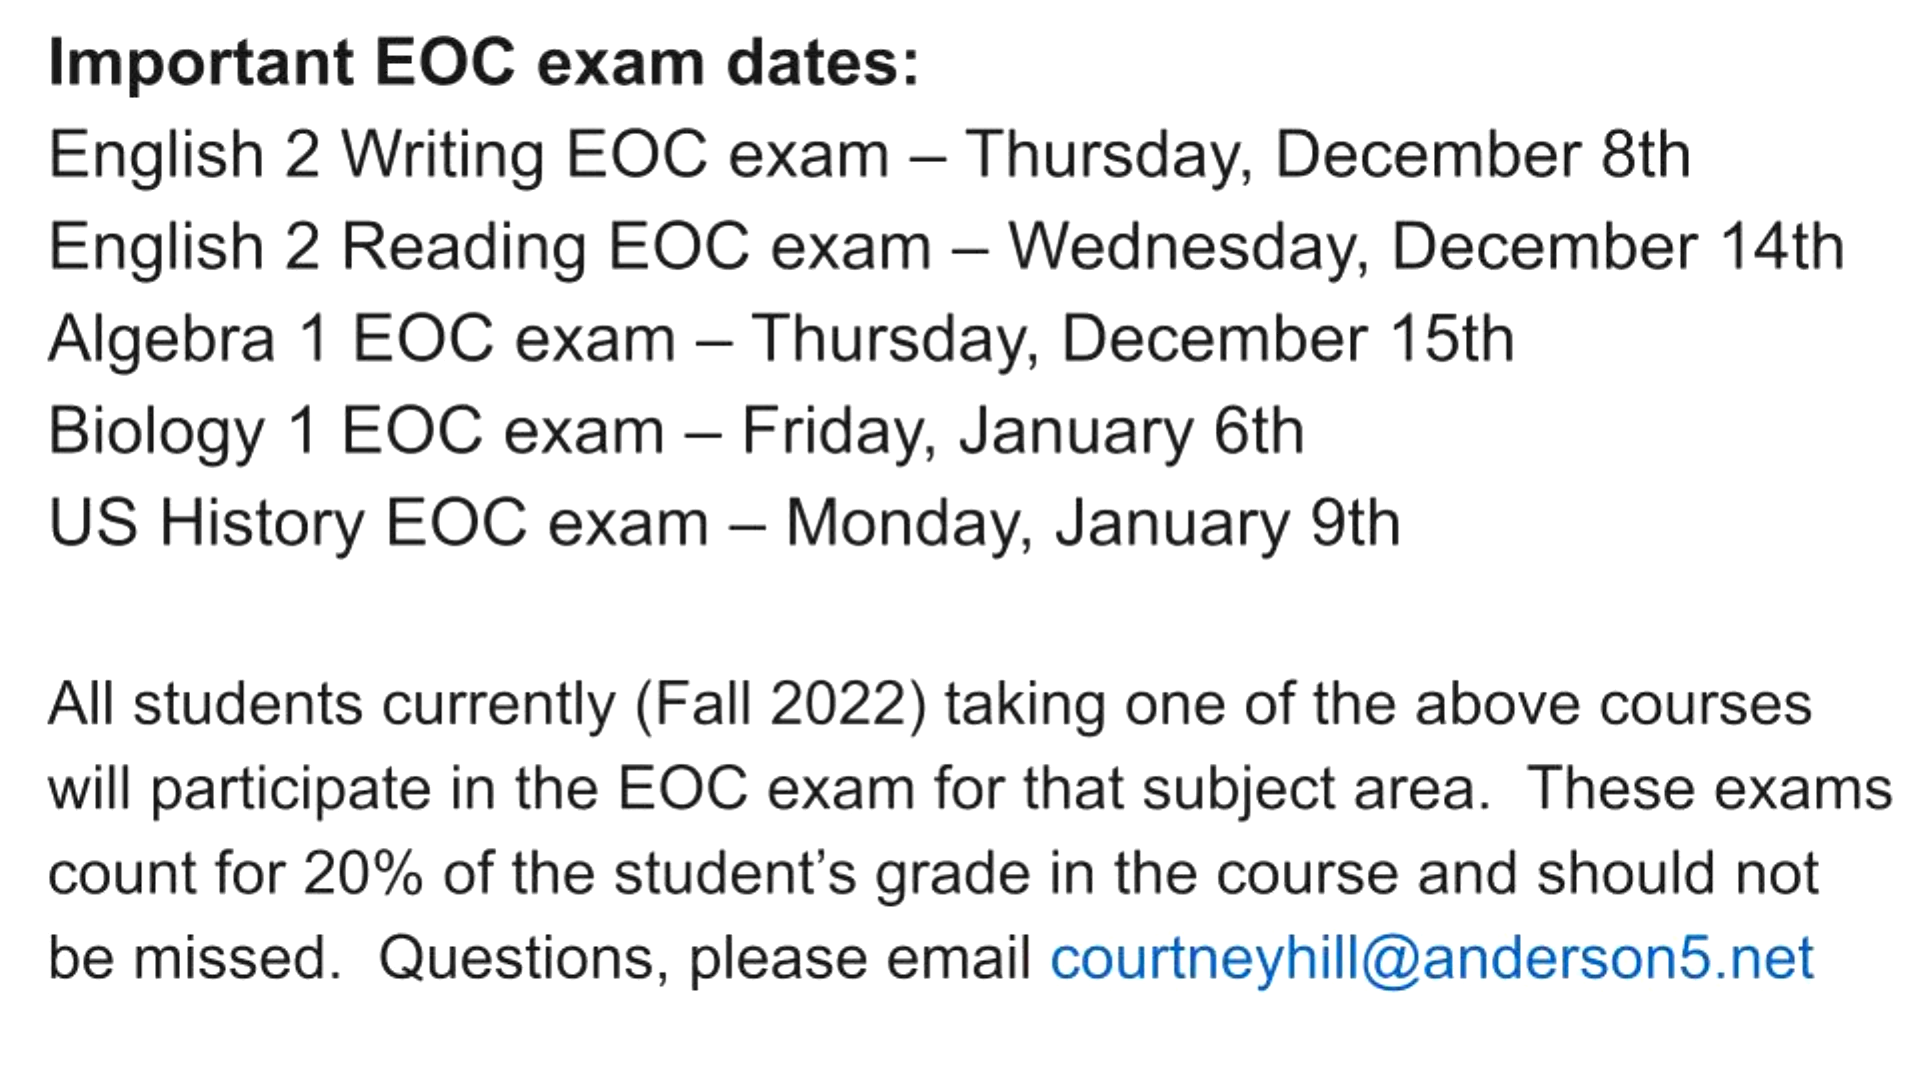 Important EOC exam dates:
English 2 Writing EOC exam – Thursday, December 8th
English 2 Reading EOC exam – Wednesday, December 14th
Algebra 1 EOC exam – Thursday, December 15th
Biology 1 EOC exam – Friday, January 6th
US History EOC exam – Monday, January 9th
All students currently (Fall 2022) taking one of the above courses
will participate in the EOC exam for that subject area.  These exams
count for 20% of the student’s grade in the course and should not
be missed.  Questions, please email courtneyhill@anderson5.net